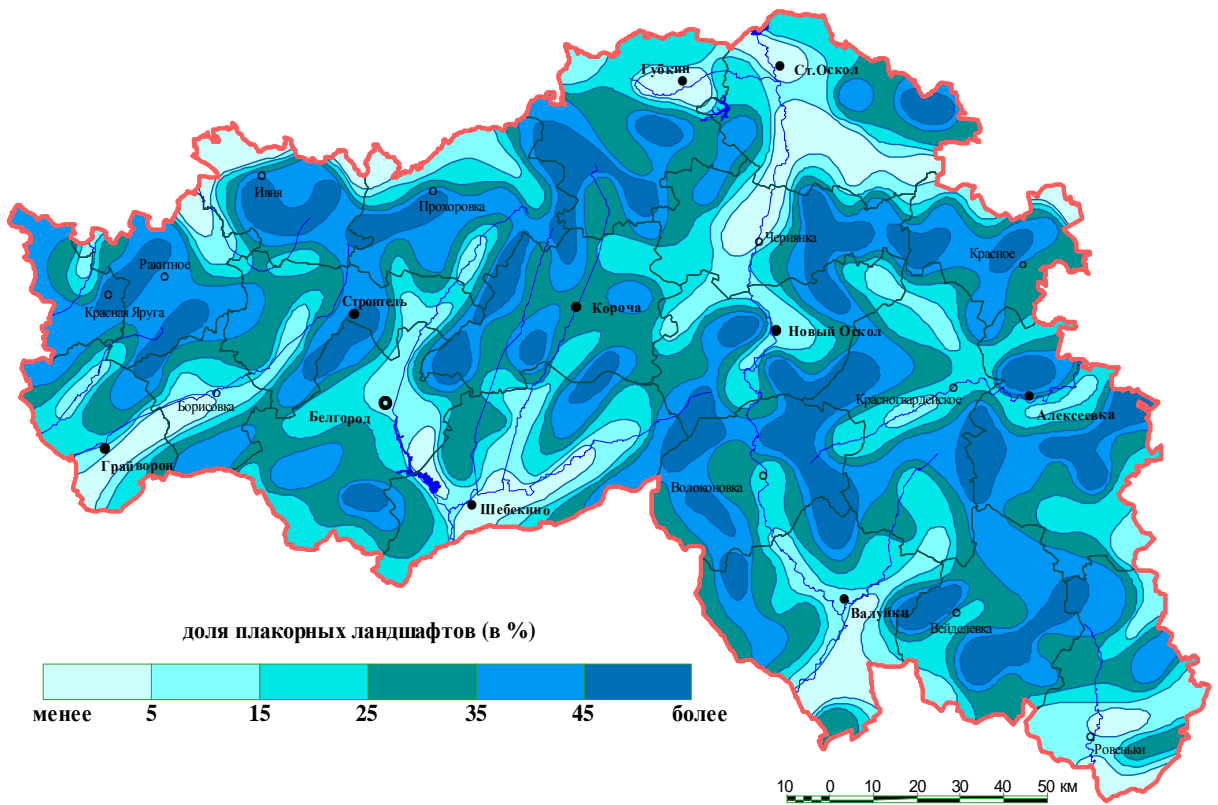 Губкин
Ст.Оскол
Ивня
Прохоровка
Чернянка
Красное
Ракитное
Красная Яруга
Строитель
Короча
Новый Оскол
Борисовка
Белгород
Красногвардейское
Алексеевка
Грайворон
Волоконовка
Шебекино
Валуйки
Вейделевка
Ровеньки
доля плакорных ландшафтов (в %)
менее 5 15 25 35 45 более
10 0 10 20 30 40 50 км